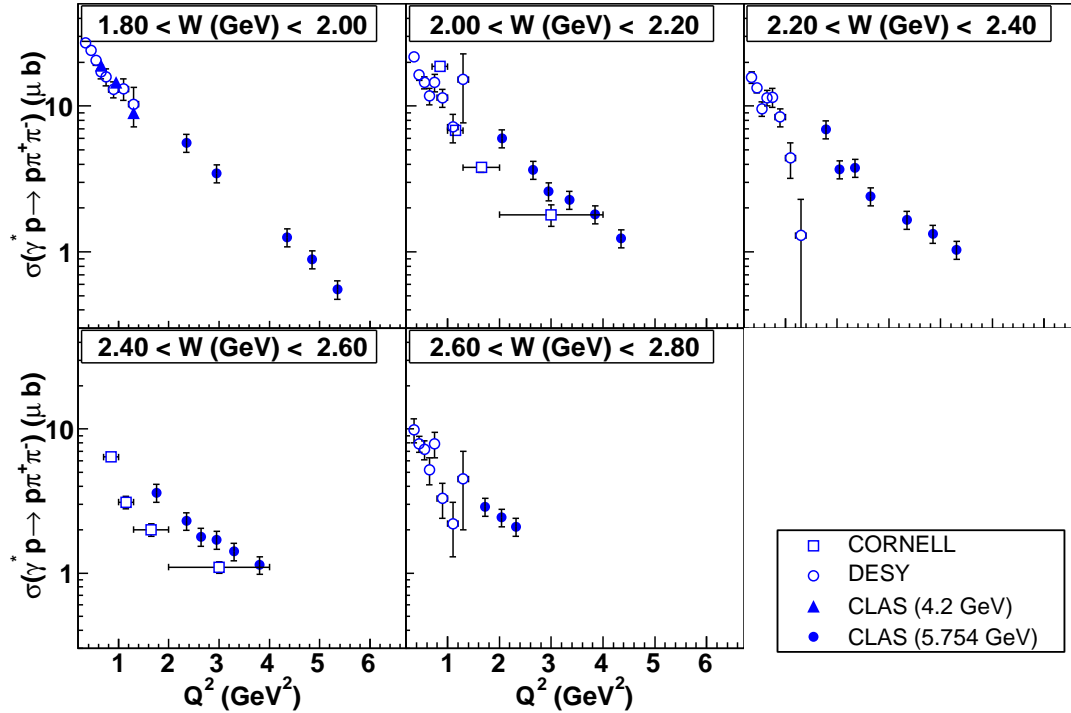 1.80 < W (GeV) < 2.00
2.00 < W (GeV) < 2.20
2.20 < W (GeV) < 2.40
σ(γ* p → pπ⁺π⁻) (μ b)
10
1
2.40 < W (GeV) < 2.60
2.60 < W (GeV) < 2.80
σ(γ* p → pπ⁺π⁻) (μ b)
10
1
1 2 3 4 5 6
Q² (GeV²)
1 2 3 4 5 6
Q² (GeV²)
CORNELL
DESY
CLAS (4.2 GeV)
CLAS (5.754 GeV)